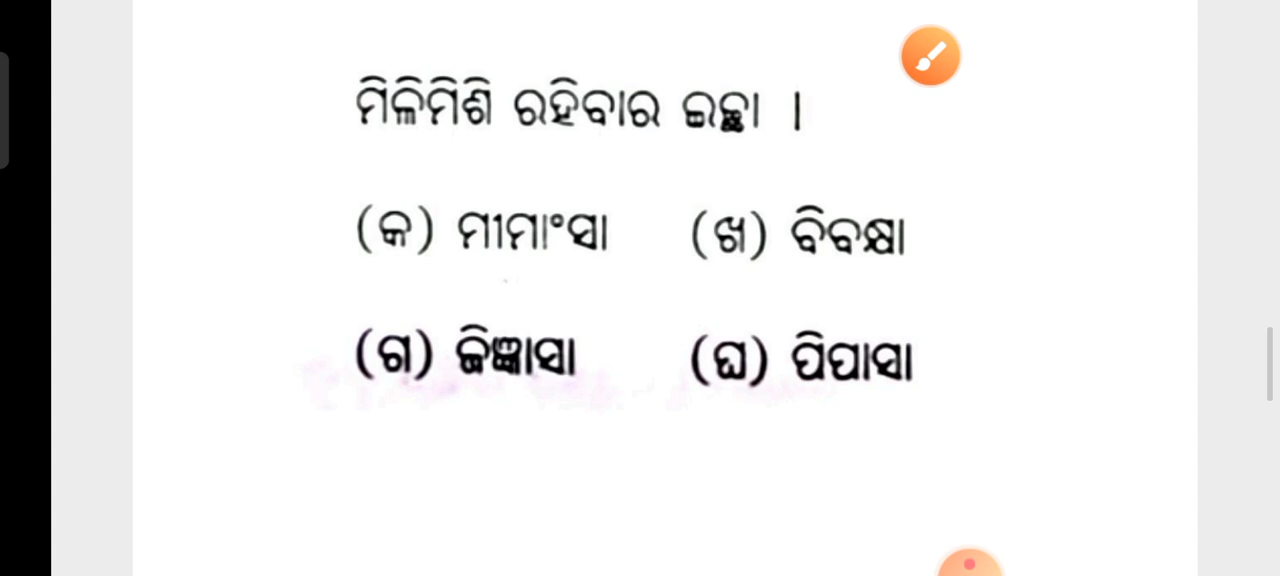 ମିଳିମିଶି ରହିବାର ଇଚ୍ଛା ।
(କ) ମୀମାଂସା (ଖ) ବିବକ୍ଷା
(ଗ) ଜିଜ୍ଞାସା (ଘ) ପିପାସା